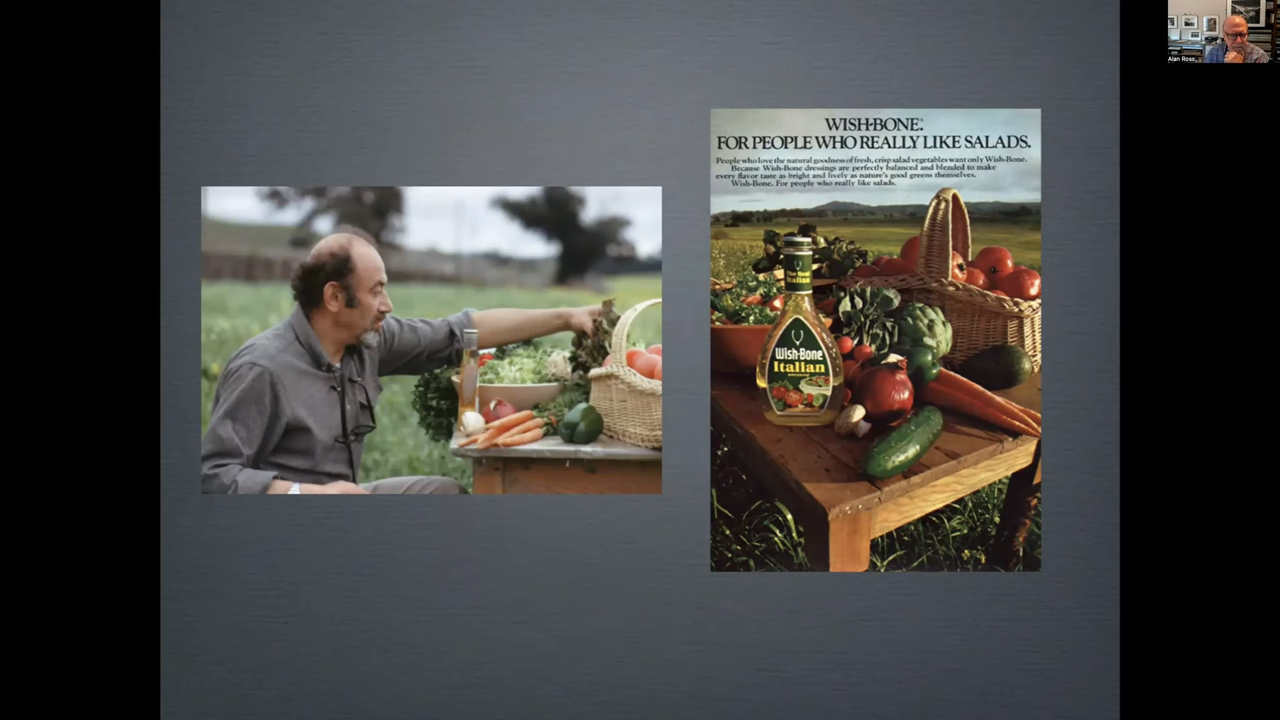 WISH-BONE.®
FOR PEOPLE WHO REALLY LIKE SALADS.
People who love the natural goodness of fresh, crisp salad vegetables want only Wish-Bone.
Because Wish-Bone dressings are perfectly balanced and blended to make
every flavor taste as bright and lively as nature's good greens themselves.
Wish-Bone. For people who really like salads.
Italian
Wish-Bone
Italian
Alan Ross